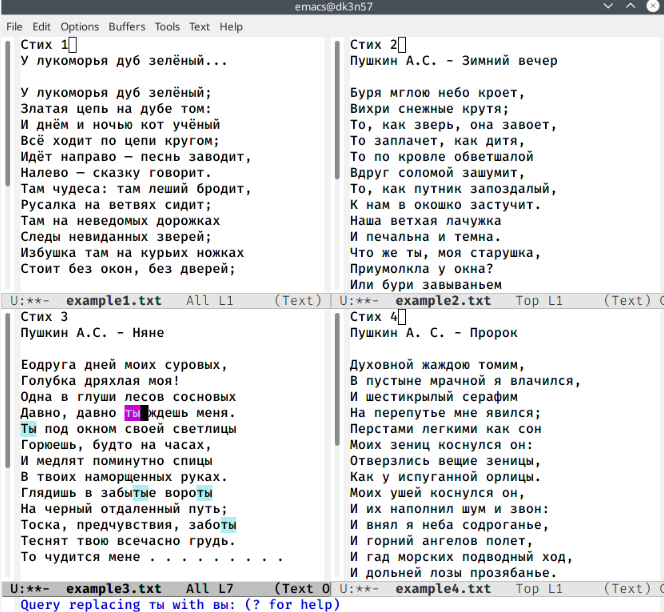 emacs@dk3n57
File Edit Options Buffers Tools Text Help
Стих 1
У лукоморья дуб зелёный...
У лукоморья дуб зелёный;
Златая цепь на дубе том:
И днём и ночью кот учёный
Всё ходит по цепи кругом;
Идёт направо — песнь заводит,
Налево — сказку говорит.
Там чудеса: там леший бродит,
Русалка на ветвях сидит;
Там на неведомых дорожках
Следы невиданных зверей;
Избушка там на курьих ножках
Стоит без окон, без дверей;
U:**- example1.txt All L1 (Text)
Стих 2
Пушкин А.С. - Зимний вечер
Буря мглою небо кроет,
Вихри снежные крутя;
То, как зверь, она завоет,
То заплачет, как дитя,
То по кровле обветшалой
Вдруг соломой зашумит,
То, как путник запоздалый,
К нам в окошко застучит.
Наша ветхая лачужка
И печальна и темна.
Что же ты, моя старушка,
Приумолкла у окна?
Или бури завываньем
U:**- example2.txt Top L1 (Text)
Стих 3
Пушкин А.С. - Няне
Еодруга дней моих суровых,
Голубка дряхлая моя!
Одна в глуши лесов сосновых
Давно, давно ты ждешь меня.
Ты под окном своей светлицы
Горюешь, будто на часах,
И медлят поминутно спицы
В твоих наморщенных руках.
Глядишь в забытые вороты
На черный отдаленный путь;
Тоска, предчувствия, заботы
Теснят твою всечасно грудь.
То чудится мене . . . . . . . . .
U:**- example3.txt All L7 (Text O
Стих 4
Пушкин А. С. - Пророк
Духовной жаждою томим,
В пустыне мрачной я влачился,
И шестикрылый серафим
На перепутье мне явился;
Перстами легкими как сон
Моих зениц коснулся он:
Отверзлись вещие зеницы,
Как у испуганной орлицы.
Моих ушей коснулся он,
И их наполнил шум и звон:
И внял я неба содроганье,
И горний ангелов полет,
И гад морских подводный ход,
И дольней лозы прозябанье.
U:**- example4.txt Top L1 (Text)
Query replacing ты with вы: (? for help)